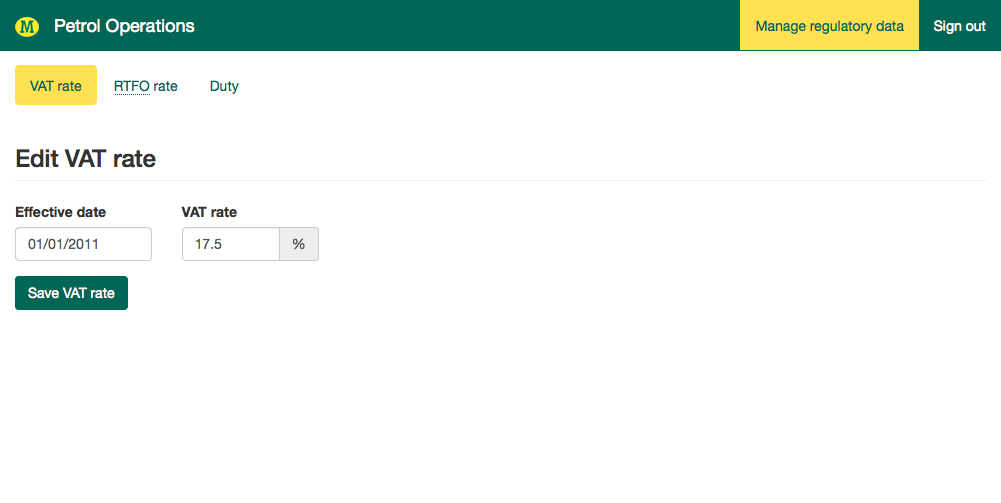 M Petrol Operations Manage regulatory data Sign out
VAT rate RTFO rate Duty
Edit VAT rate
Effective date VAT rate
01/01/2011 17.5 %
Save VAT rate